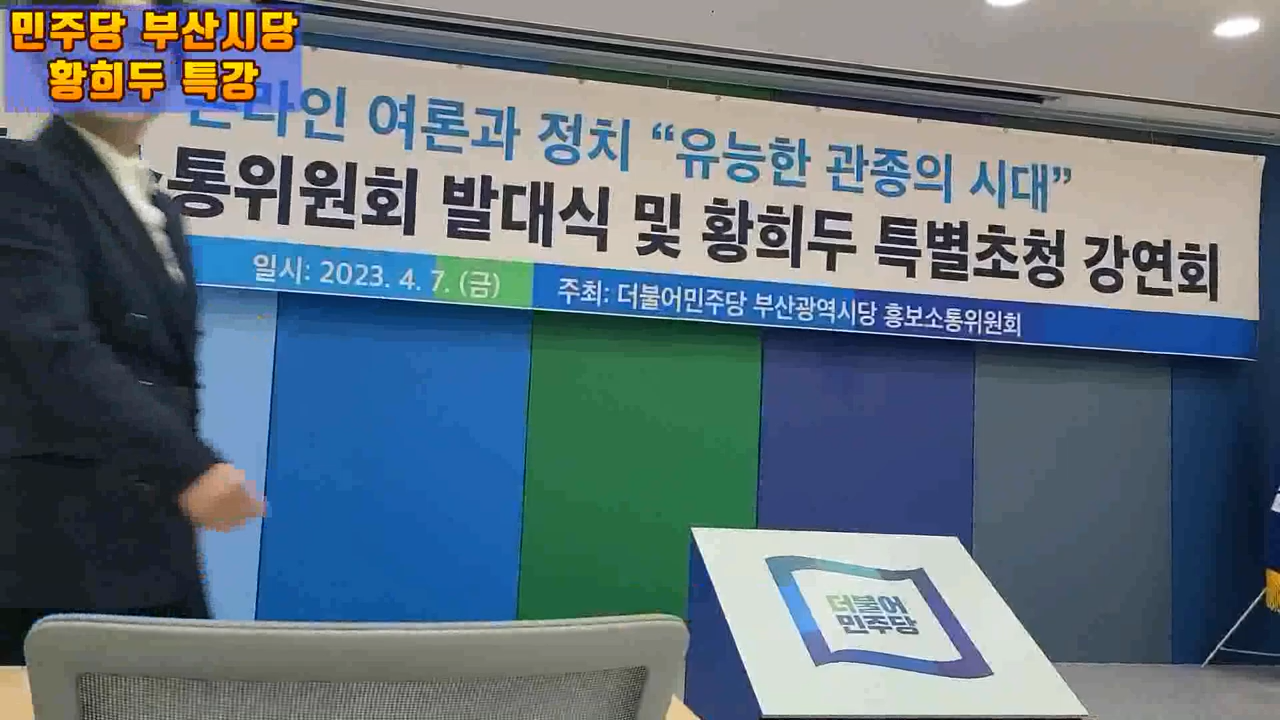 민주당 부산시당
황희두 특강
온라인 여론과 정치 “유능한 관종의 시대”
소통위원회 발대식 및 황희두 특별초청 강연회
일시: 2023. 4. 7. (금)
주최: 더불어민주당 부산광역시당 홍보소통위원회
더불어
민주당